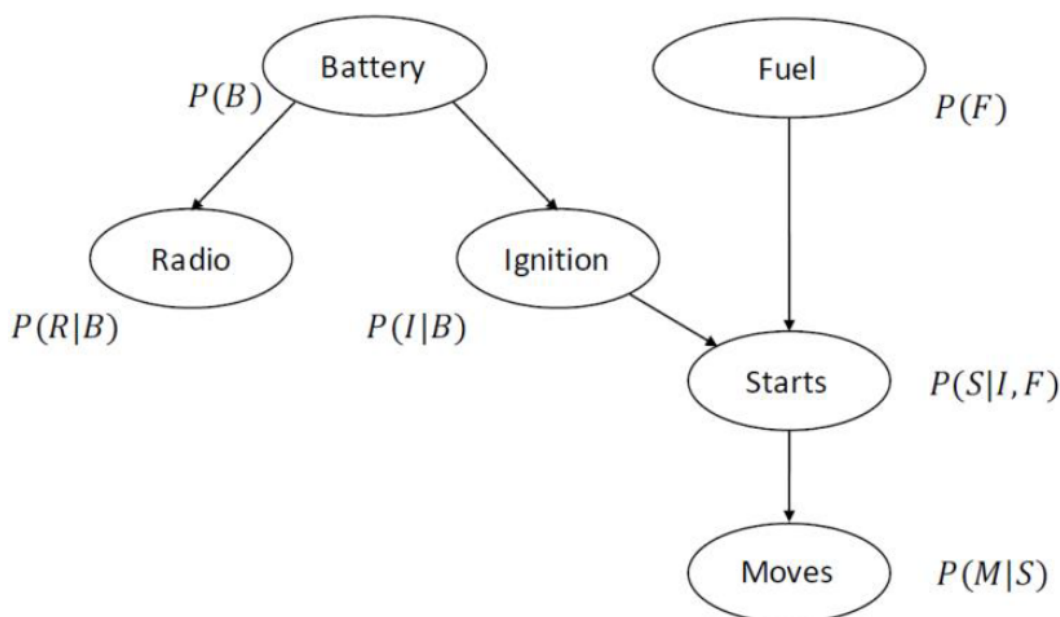 Battery
Fuel
P(B)
P(F)
Radio
Ignition
P(R|B)
P(I|B)
Starts
P(S|I, F)
Moves
P(M|S)